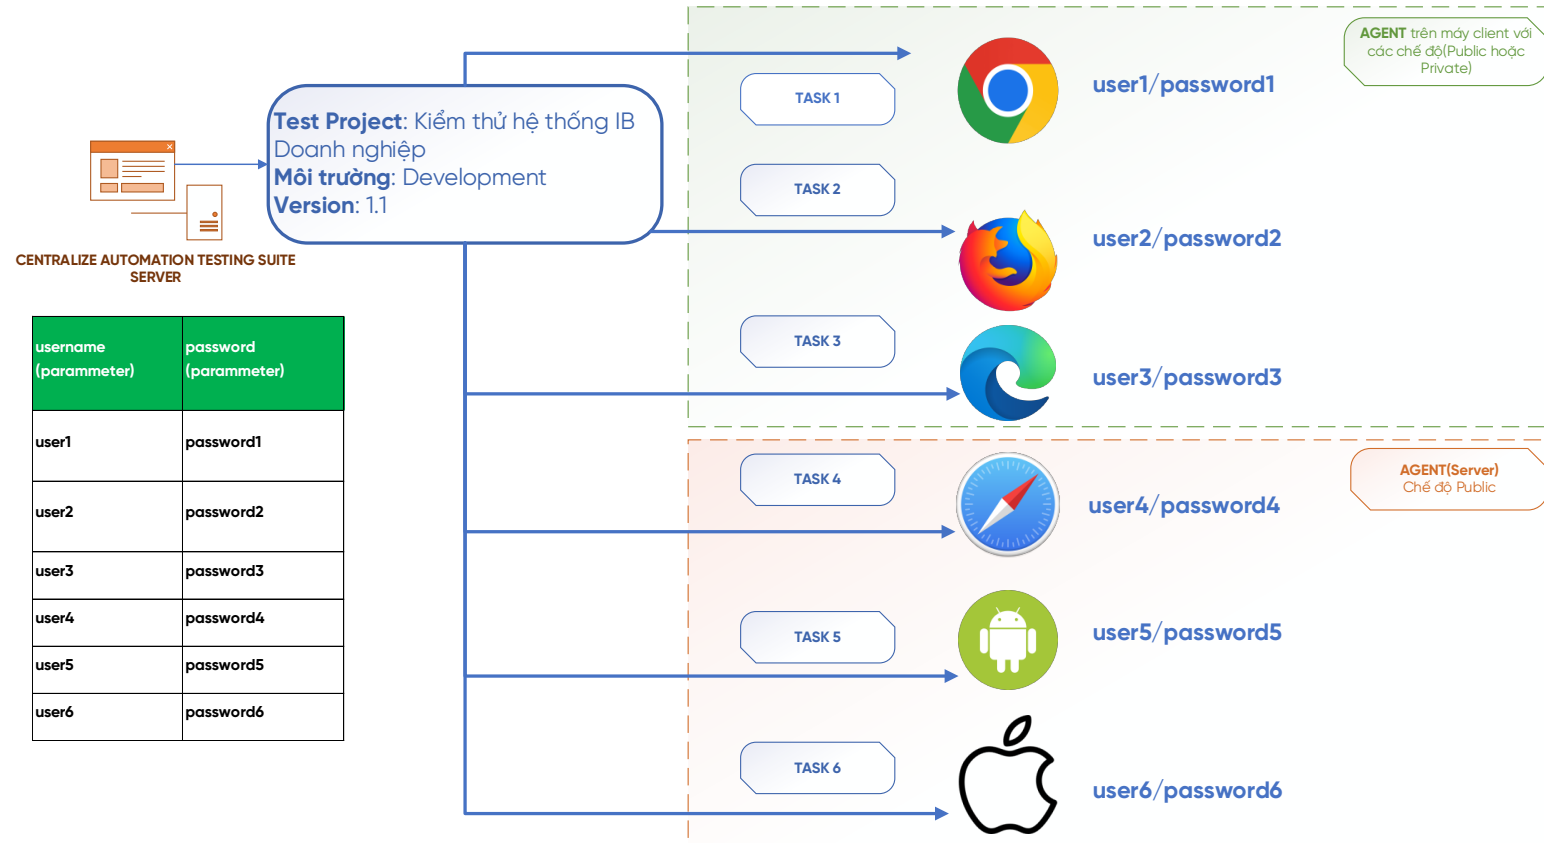 AGENT trên máy client với
các chế độ(Public hoặc
Private)
TASK 1
user1/password1
Test Project: Kiểm thử hệ thống IB
Doanh nghiệp
Môi trường: Development
Version: 1.1
TASK 2
user2/password2
CENTRALIZE AUTOMATION TESTING SUITE
SERVER
TASK 3
user3/password3
username
(parammeter)
password
(parammeter)
user1
password1
user2
password2
user3
password3
user4
password4
user5
password5
user6
password6
AGENT(Server)
Chế độ Public
TASK 4
user4/password4
TASK 5
user5/password5
TASK 6
user6/password6